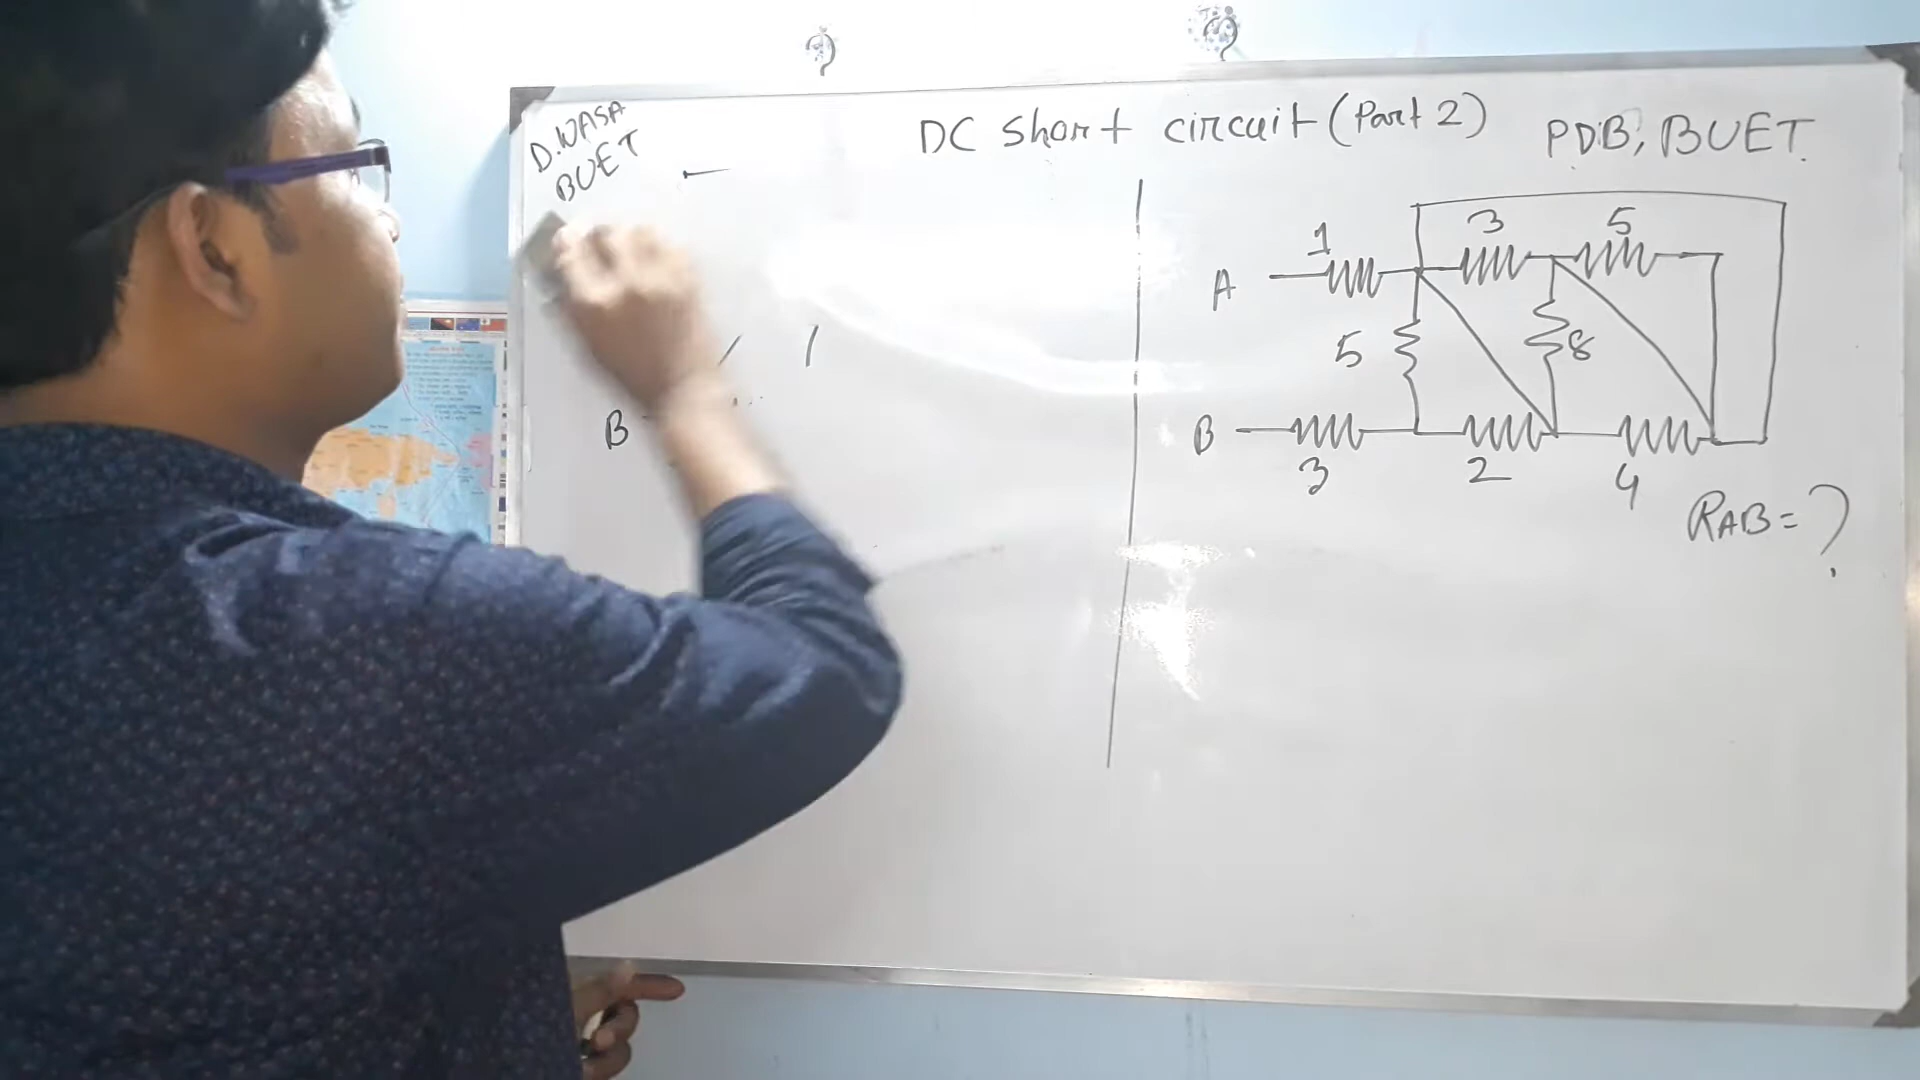 D.WASA
BUET
DC Short circuit (Part 2)
PDB, BUET
3
5
1
A
5
8
B
B
3
2
4
RAB = ?